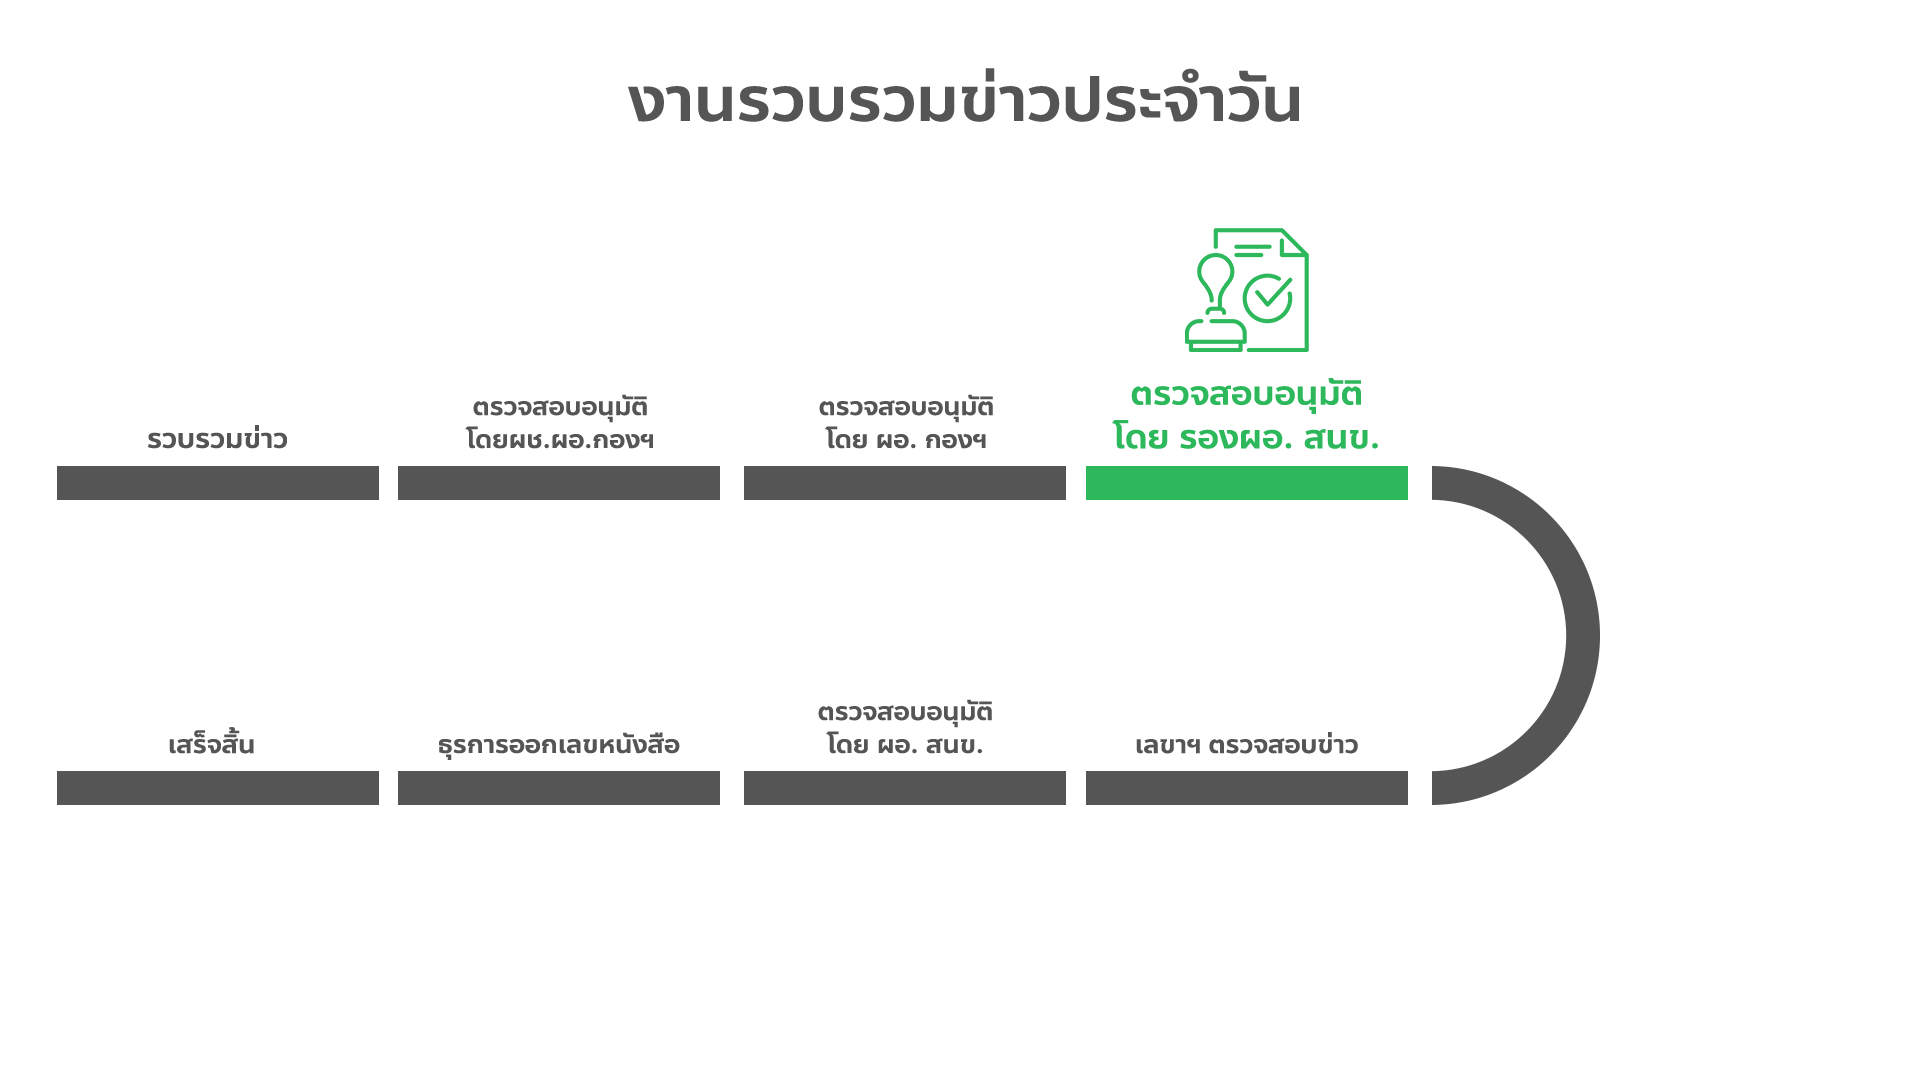 งานรวบรวมข่าวประจำวัน
รวบรวมข่าว
ตรวจสอบอนุมัติ
โดยผช.ผอ.กองฯ
ตรวจสอบอนุมัติ
โดย ผอ. กองฯ
ตรวจสอบอนุมัติ
โดย รองผอ. สนข.
เสร็จสิ้น
ธุรการออกเลขหนังสือ
ตรวจสอบอนุมัติ
โดย ผอ. สนข.
เลขาฯ ตรวจสอบข่าว